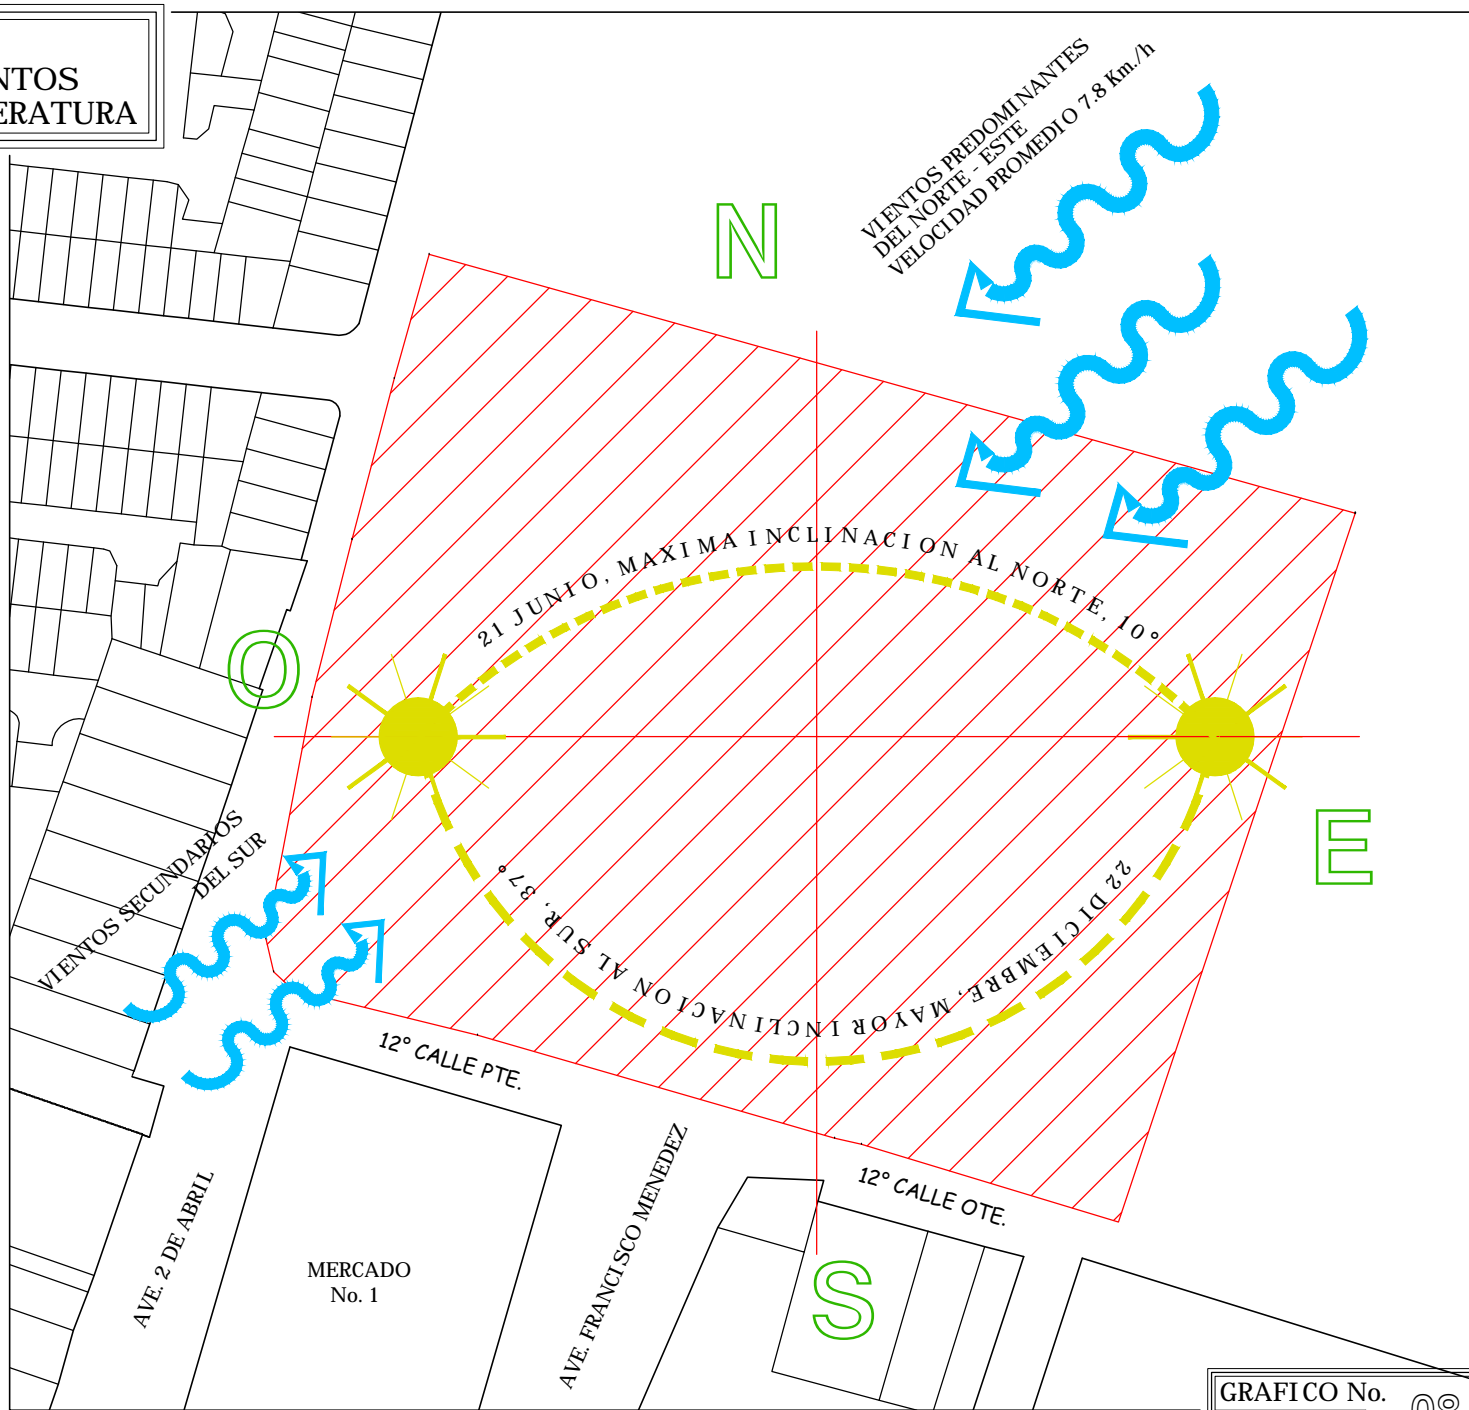 NTOS
ERATURA
VIENTOS PREDOMINANTES
DEL NORTE - ESTE
VELOCIDAD PROMEDIO 7.8 Km./h
N
21 JUNIO, MAXIMA INCLINACION AL NORTE, 10°
O
E
VIENTOS SECUNDARIOS
DEL SUR
22 DICIEMBRE, MAYOR INCLINACION AL SUR, 37°
12° CALLE PTE.
12° CALLE OTE.
AVE. 2 DE ABRIL
MERCADO
No. 1
AVE. FRANCISCO MENEDEZ
S
GRAFICO No.
08